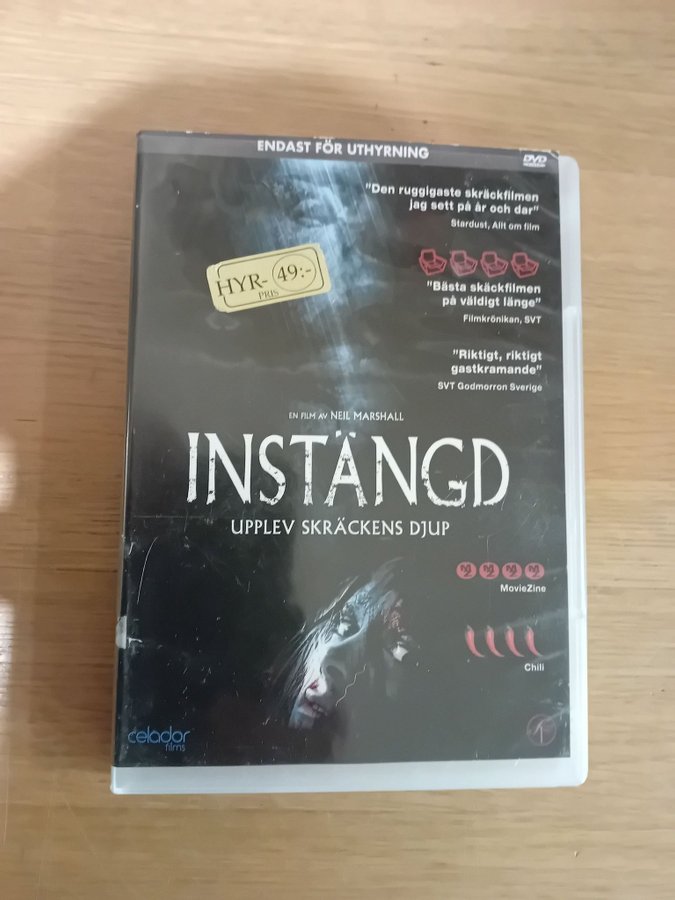 ENDAST FÖR UTHYRNING
DVD
"Den ruggigaste skräckfilmen
jag sett på år och dar"
Stardust, Allt om film
HYR- 49:-
PRIS
"Bästa skäckfilmen
på väldigt länge"
Filmkrönikan, SVT
"Riktigt, riktigt
gastkramande"
SVT Godmorron Sverige
EN FILM AV NEIL MARSHALL
INSTÄNGD
UPPLEV SKRÄCKENS DJUP
MovieZine
Chili
celador
films